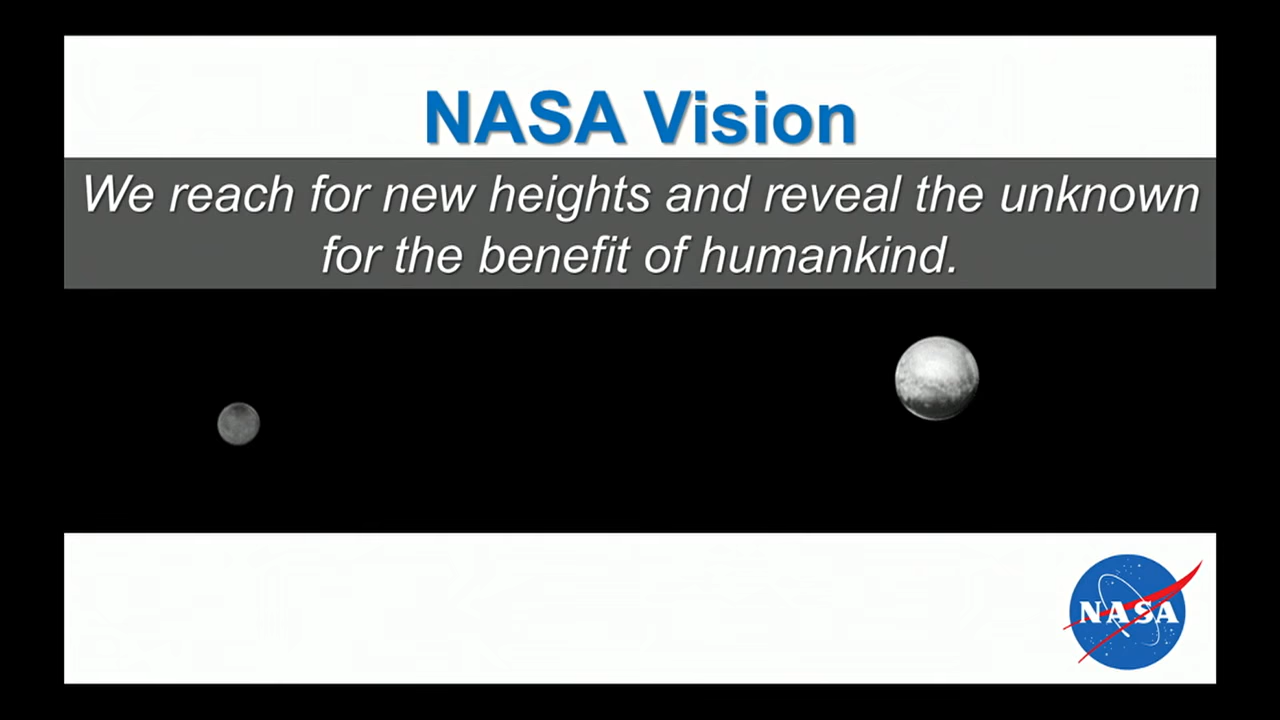 NASA Vision
We reach for new heights and reveal the unknown
for the benefit of humankind.
NASA